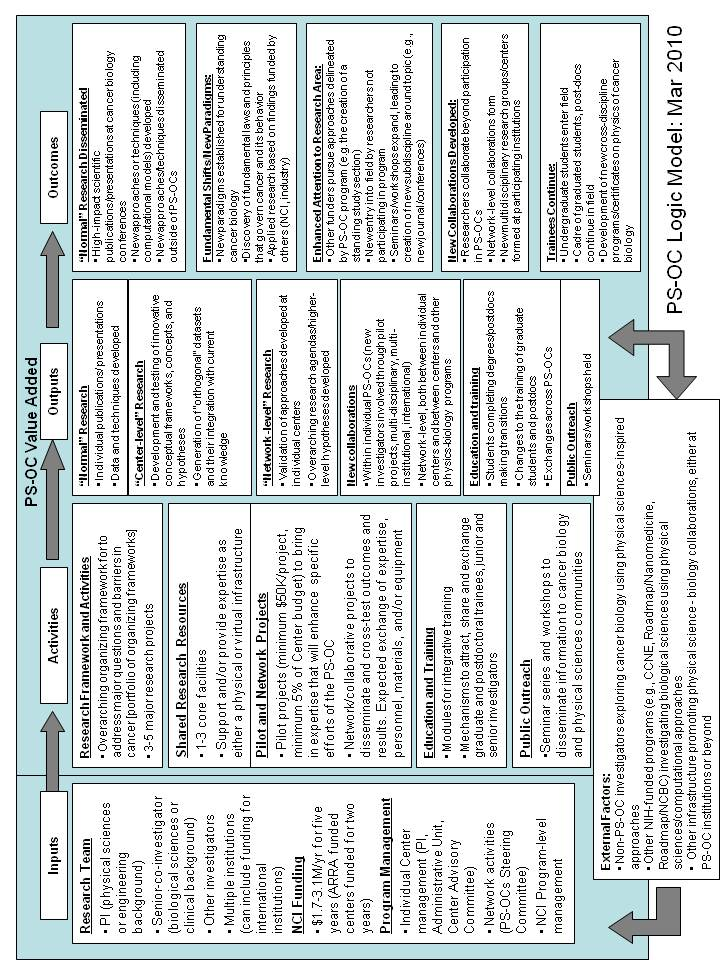 PS-OC Value Added
Inputs
Activities
Outputs
Outcomes
Research Team
• PI (physical sciences
or engineering
background)
• Senior-co-investigator
(biological sciences or
clinical background)
• Other investigators
• Multiple institutions
(can include funding for
international
institutions)
NCI Funding
• $1.7-3.1M/yr for five
years (ARRA funded
centers funded for two
years)
Program Management
• Individual Center
management (PI,
Administrative Unit,
Center Advisory
Committee)
• Network activities
(PS-OCs Steering
Committee)
• NCI Program-level
management
Research Framework and Activities
• Overarching organizing framework for to
address major questions and barriers in
cancer [portfolio of organizing frameworks]
• 3-5 major research projects
Shared Research Resources
• 1-3 core facilities
• Support and/or provide expertise as
either a physical or virtual infrastructure
Pilot and Network Projects
• Pilot projects (minimum $50K/project,
minimum 5% of Center budget) to bring
in expertise that will enhance specific
efforts of the PS-OC
• Network/collaborative projects to
disseminate and cross-test outcomes and
results. Expected exchange of expertise,
personnel, materials, and/or equipment
Education and Training
• Modules for integrative training
• Mechanisms to attract, share and exchange
graduate and postdoctoral trainees, junior and
senior investigators
Public Outreach
• Seminar series and workshops to
disseminate information to cancer biology
and physical sciences communities
"Normal" Research
• Individual publications/presentations
• Data and techniques developed
"Center-level" Research
• Development and testing of innovative
conceptual frameworks, concepts, and
hypotheses
• Generation of "orthogonal" datasets
and their integration with current
knowledge
"Network-level" Research
• Validation of approaches developed at
individual centers
• Overarching research agendas/higher-
level hypotheses developed
New collaborations
• Within individual PS-OCs (new
investigators involved through pilot
projects, multi-disciplinary, multi-
institutional, international)
• Network-level, both between individual
centers and between centers and other
physics-biology programs
Education and training
• Students completing degrees/postdocs
making transitions
• Changes to the training of graduate
students and postdocs
• Exchanges across PS-OCs
Public Outreach
• Seminars/workshops held
"Normal" Research Disseminated
• High-impact scientific
publications/presentations at cancer biology
conferences
• New approaches or techniques (including
computational models) developed
• New approaches/techniques disseminated
outside of PS-OCs
Fundamental Shifts/New Paradigms:
• New paradigms established for understanding
cancer biology
• Discovery of fundamental laws and principles
that govern cancer and its behavior
• Applied research based on findings funded by
others (NCI, industry)
Enhanced Attention to Research Area:
• Other funders pursue approaches delineated
by PS-OC program (e.g. the creation of a
standing study section)
• New entry into field by researchers not
participating in program
• Seminars/workshops expand, leading to
creation of new subdiscipline around topic (e.g.,
new journal/conferences)
New Collaborations Developed:
• Researchers collaborate beyond participation
in PS-OCs
• Network-level collaborations form
• New multidisciplinary research groups/centers
formed at participating institutions
Trainees Continue:
• Undergraduate students enter field
• Cadre of graduated students, post-docs
continue in field
• Development of new cross-discipline
programs/certificates on physics of cancer
biology
External Factors:
• Non-PS-OC investigators exploring cancer biology using physical sciences-inspired
approaches
• Other NIH-funded programs (e.g., CCNE, Roadmap/Nanomedicine,
Roadmap/NCBC) investigating biological sciences using physical
sciences/computational approaches
• Other infrastructure promoting physical science - biology collaborations, either at
PS-OC institutions or beyond
PS-OC Logic Model: Mar 2010